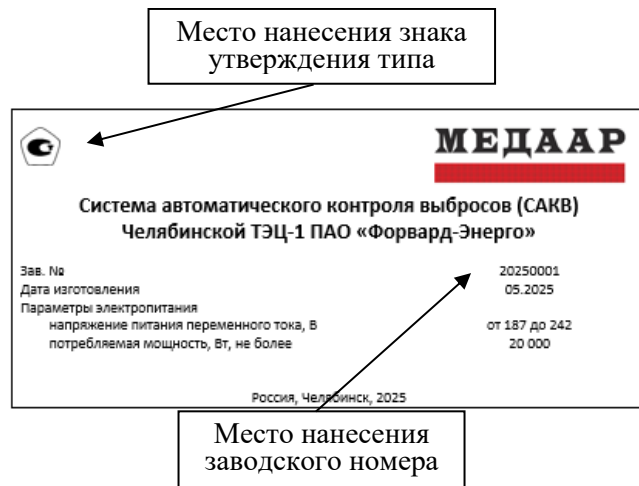 Место нанесения знака
утверждения типа
МЕДААР
Система автоматического контроля выбросов (САКВ)
Челябинской ТЭЦ-1 ПАО «Форвард-Энерго»
Зав. № 20250001
Дата изготовления 05.2025
Параметры электропитания
напряжение питания переменного тока, В от 187 до 242
потребляемая мощность, Вт, не более 20 000
Россия, Челябинск, 2025
Место нанесения
заводского номера